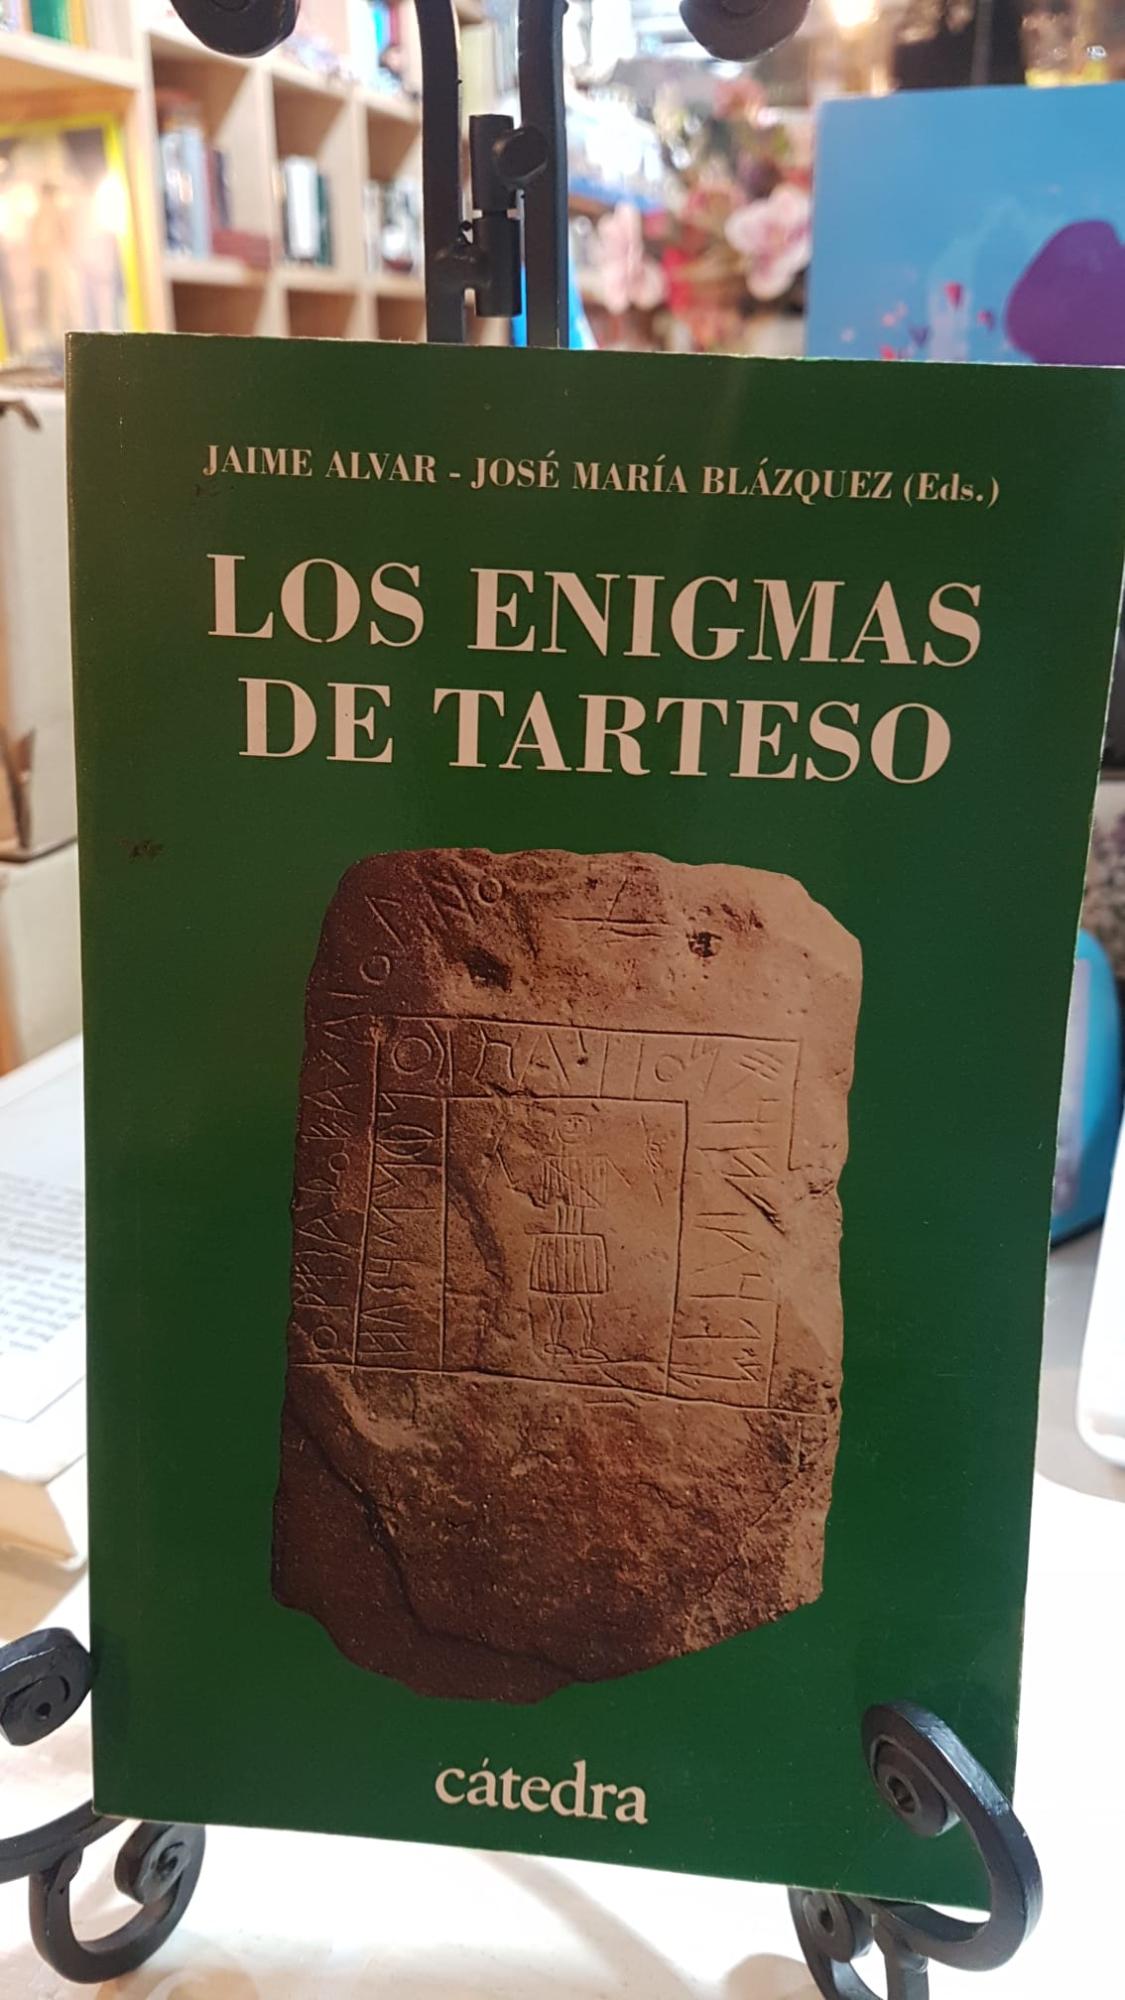 JAIME ALVAR - JOSÉ MARÍA BLÁZQUEZ (Eds.)
LOS ENIGMAS
DE TARTESO
cátedra